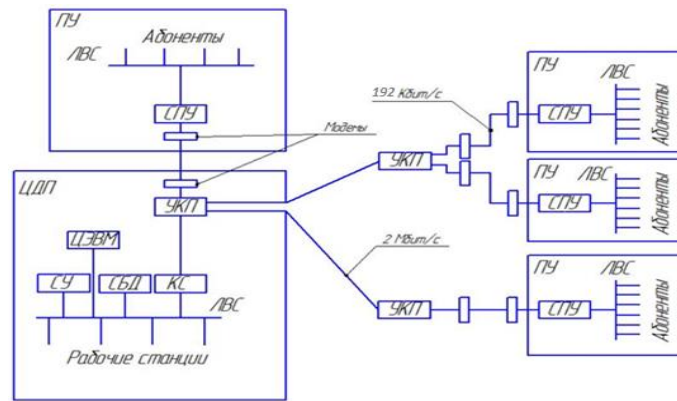 ПУ
Абоненты
ЛВС
СПУ
Модемы
ЦДП
УКП
ЦЭВМ
СУ
СБД
КС
ЛВС
Рабочие станции
192 Кбит/с
УКП
2 Мбит/с
УКП
ПУ
ЛВС
СПУ
Абоненты
ПУ
ЛВС
СПУ
Абоненты
ПУ
ЛВС
СПУ
Абоненты